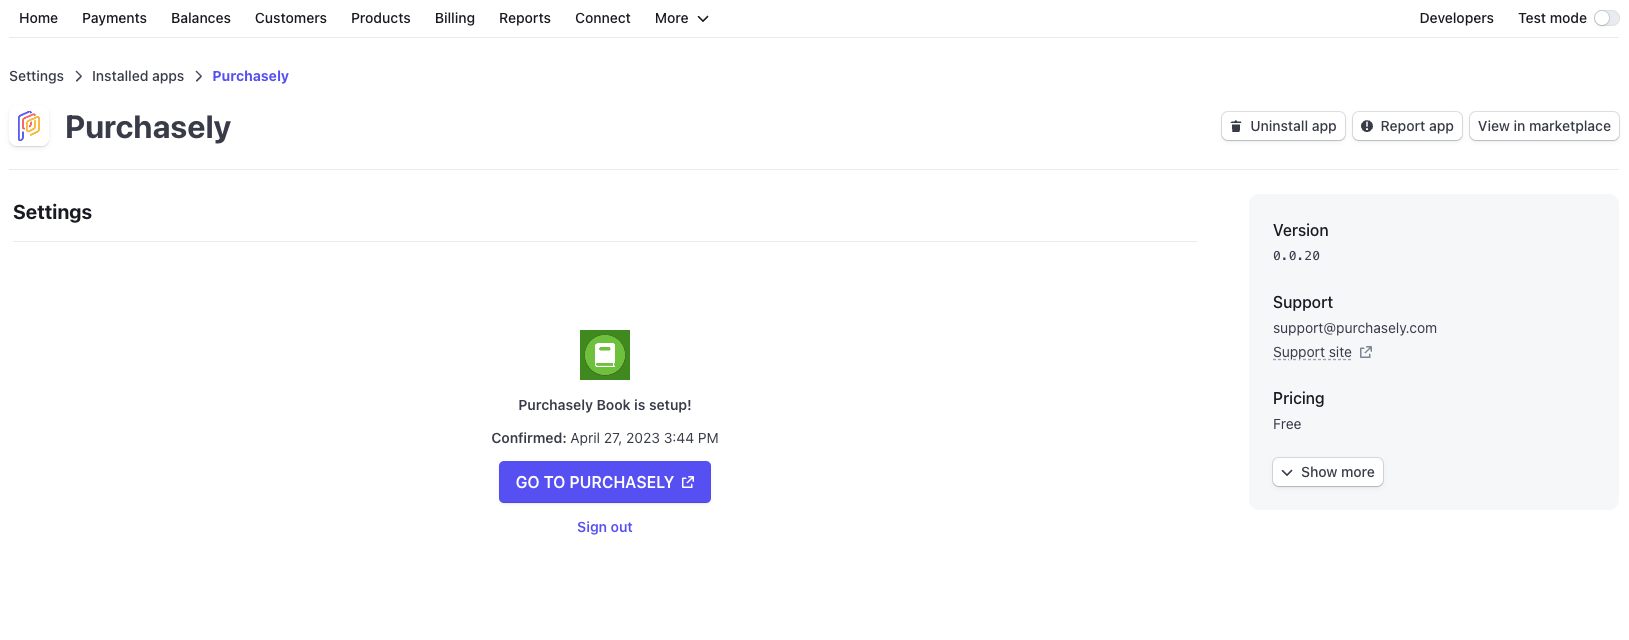 Home Payments Balances Customers Products Billing Reports Connect More Developers Test mode
Settings Installed apps Purchasely
Purchasely
Uninstall app Report app View in marketplace
Settings
Purchasely Book is setup!
Confirmed: April 27, 2023 3:44 PM
GO TO PURCHASELY
Sign out
Version
0.0.20
Support
support@purchasely.com
Support site
Pricing
Free
Show more